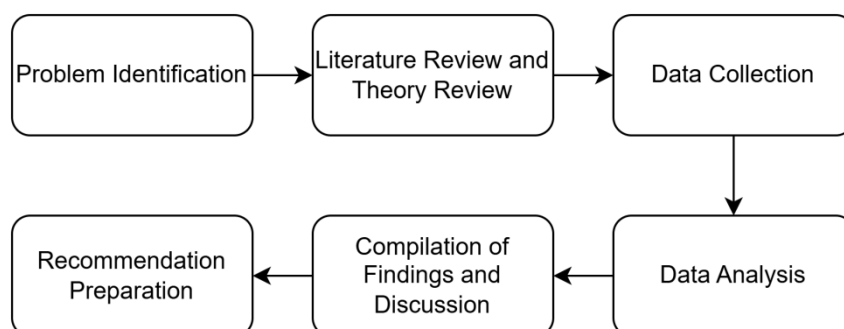 Problem Identification
Literature Review and
Theory Review
Data Collection
Recommendation
Preparation
Compilation of
Findings and
Discussion
Data Analysis